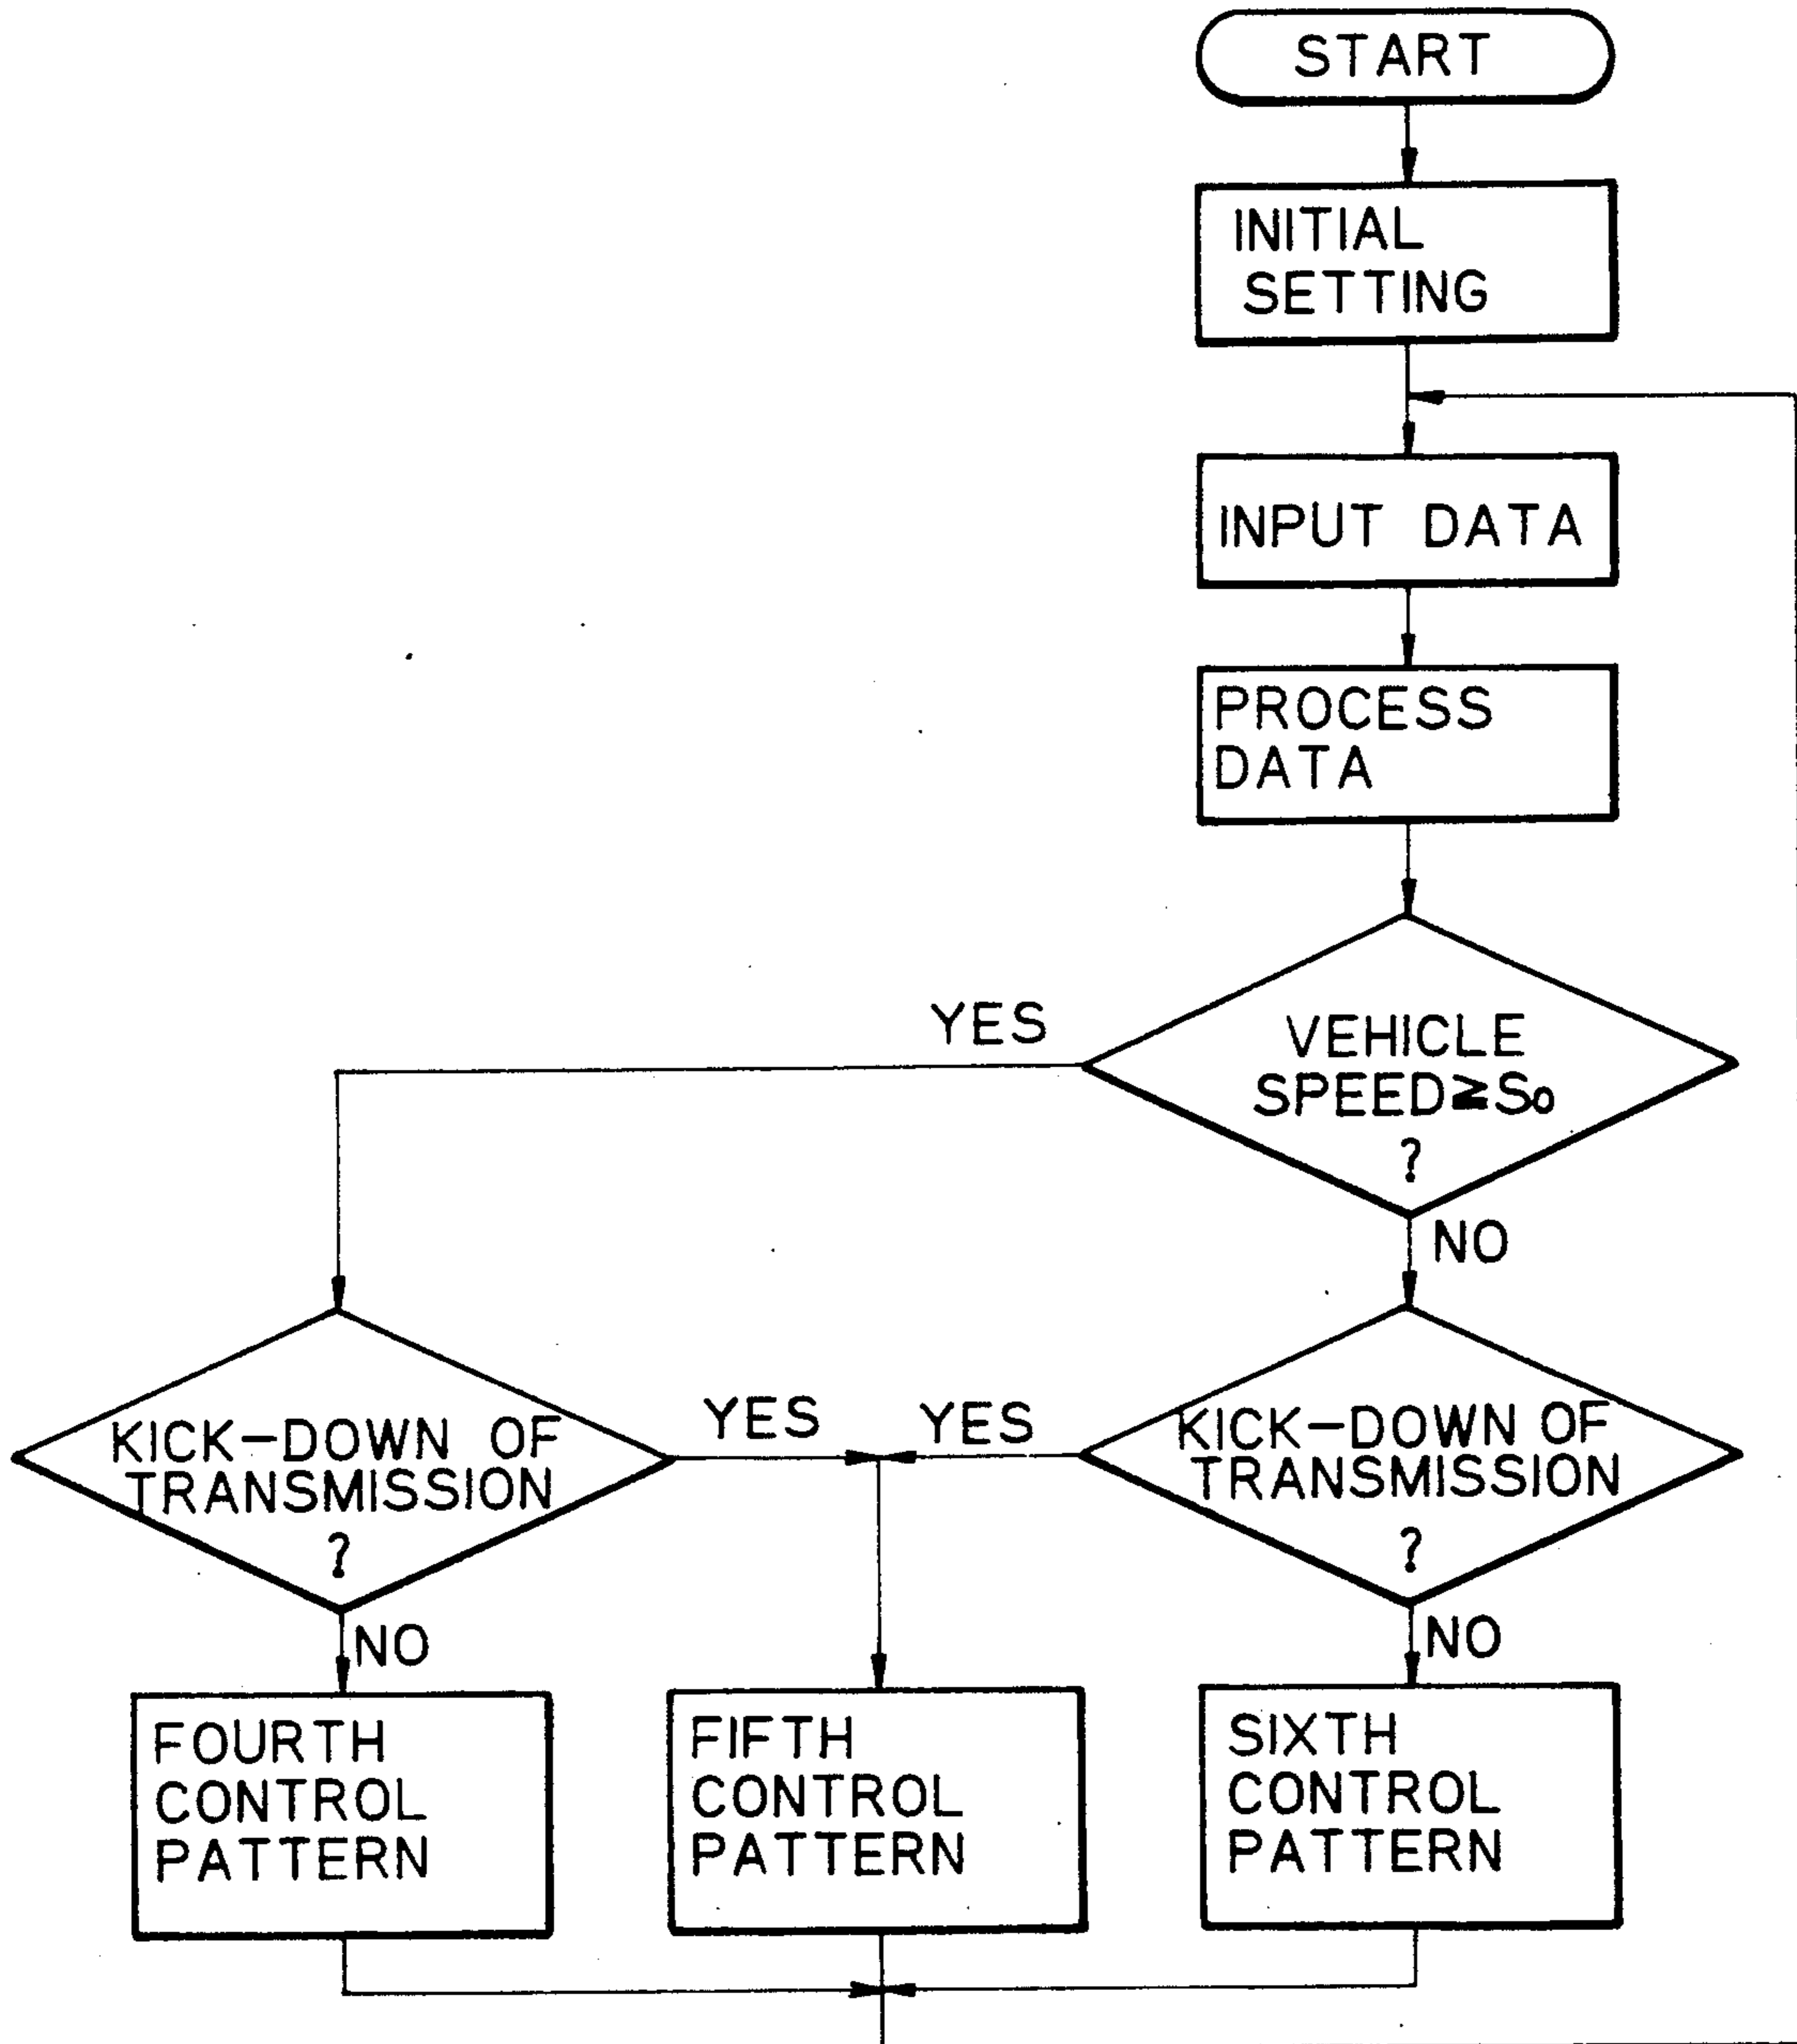 START
INITIAL
SETTING
INPUT DATA
PROCESS
DATA
VEHICLE
SPEED≧So
?
YES
NO
KICK-DOWN OF
TRANSMISSION
?
YES
NO
KICK-DOWN OF
TRANSMISSION
?
YES
NO
FOURTH
CONTROL
PATTERN
FIFTH
CONTROL
PATTERN
SIXTH
CONTROL
PATTERN